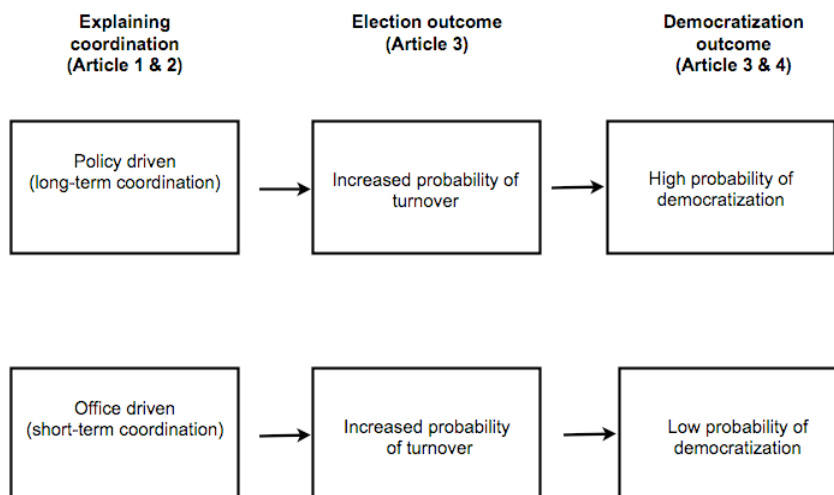 Explaining
coordination
(Article 1 & 2)
Election outcome
(Article 3)
Democratization
outcome
(Article 3 & 4)
Policy driven
(long-term coordination)
Increased probability of
turnover
High probability of
democratization
Office driven
(short-term coordination)
Increased probability
of turnover
Low probability of
democratization